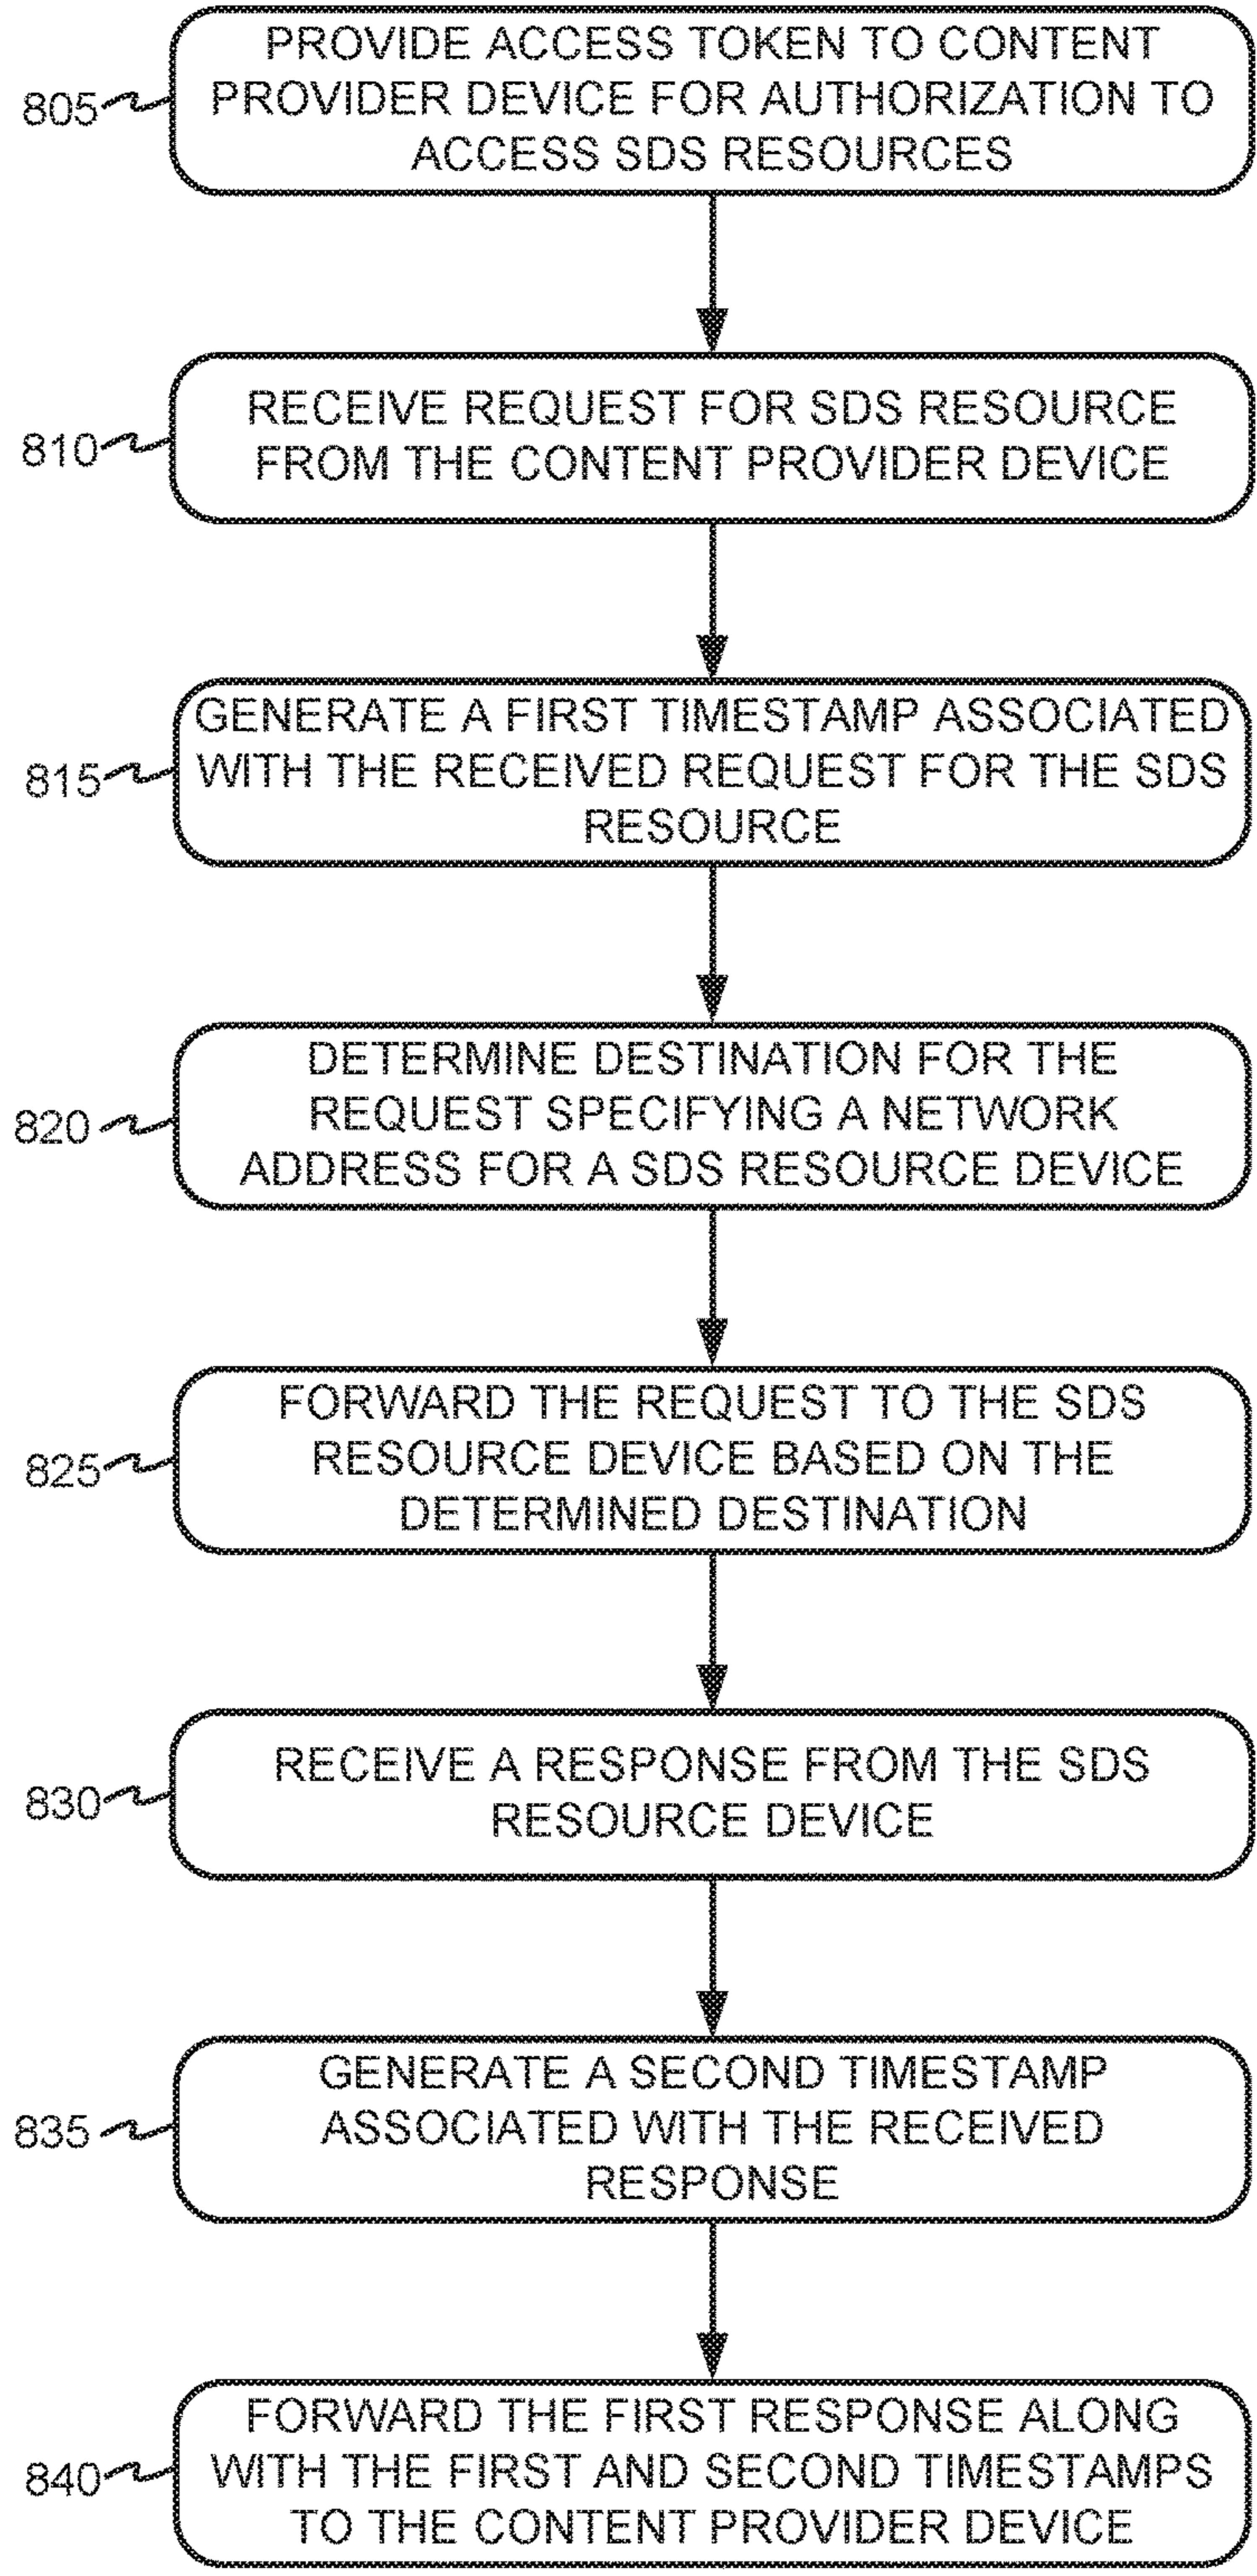 PROVIDE ACCESS TOKEN TO CONTENT
PROVIDER DEVICE FOR AUTHORIZATION TO
ACCESS SDS RESOURCES
805
RECEIVE REQUEST FOR SDS RESOURCE
FROM THE CONTENT PROVIDER DEVICE
810
GENERATE A FIRST TIMESTAMP ASSOCIATED
WITH THE RECEIVED REQUEST FOR THE SDS
RESOURCE
815
DETERMINE DESTINATION FOR THE
REQUEST SPECIFYING A NETWORK
ADDRESS FOR A SDS RESOURCE DEVICE
820
FORWARD THE REQUEST TO THE SDS
RESOURCE DEVICE BASED ON THE
DETERMINED DESTINATION
825
RECEIVE A RESPONSE FROM THE SDS
RESOURCE DEVICE
830
GENERATE A SECOND TIMESTAMP
ASSOCIATED WITH THE RECEIVED
RESPONSE
835
FORWARD THE FIRST RESPONSE ALONG
WITH THE FIRST AND SECOND TIMESTAMPS
TO THE CONTENT PROVIDER DEVICE
840